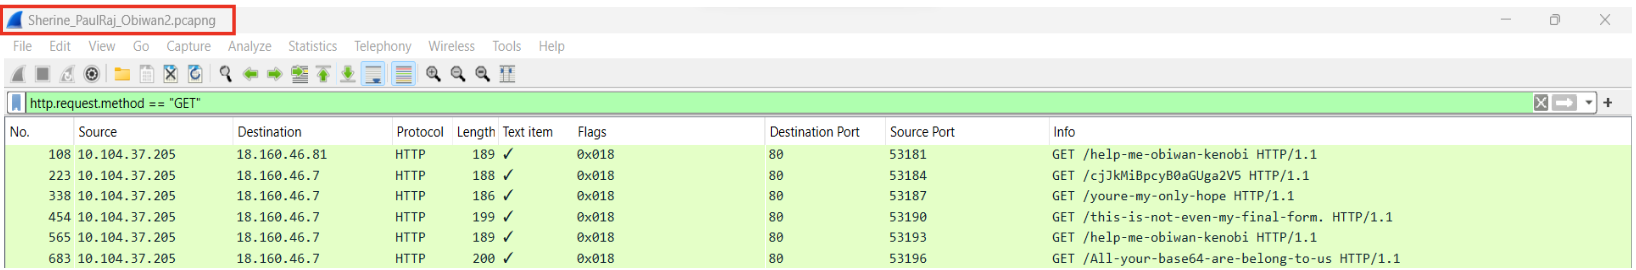 Sherine_PaulRaj_Obiwan2.pcapng
File Edit View Go Capture Analyze Statistics Telephony Wireless Tools Help
http.request.method == "GET"
No. Source Destination Protocol Length Text item Flags Destination Port Source Port Info
108 10.104.37.205 18.160.46.81 HTTP 189 ✓ 0x018 80 53181 GET /help-me-obiwan-kenobi HTTP/1.1
223 10.104.37.205 18.160.46.7 HTTP 188 ✓ 0x018 80 53184 GET /cjJkMiBpcyB0aGUga2V5 HTTP/1.1
338 10.104.37.205 18.160.46.7 HTTP 186 ✓ 0x018 80 53187 GET /youre-my-only-hope HTTP/1.1
454 10.104.37.205 18.160.46.7 HTTP 199 ✓ 0x018 80 53190 GET /this-is-not-even-my-final-form. HTTP/1.1
565 10.104.37.205 18.160.46.7 HTTP 189 ✓ 0x018 80 53193 GET /help-me-obiwan-kenobi HTTP/1.1
683 10.104.37.205 18.160.46.7 HTTP 200 ✓ 0x018 80 53196 GET /All-your-base64-are-belong-to-us HTTP/1.1